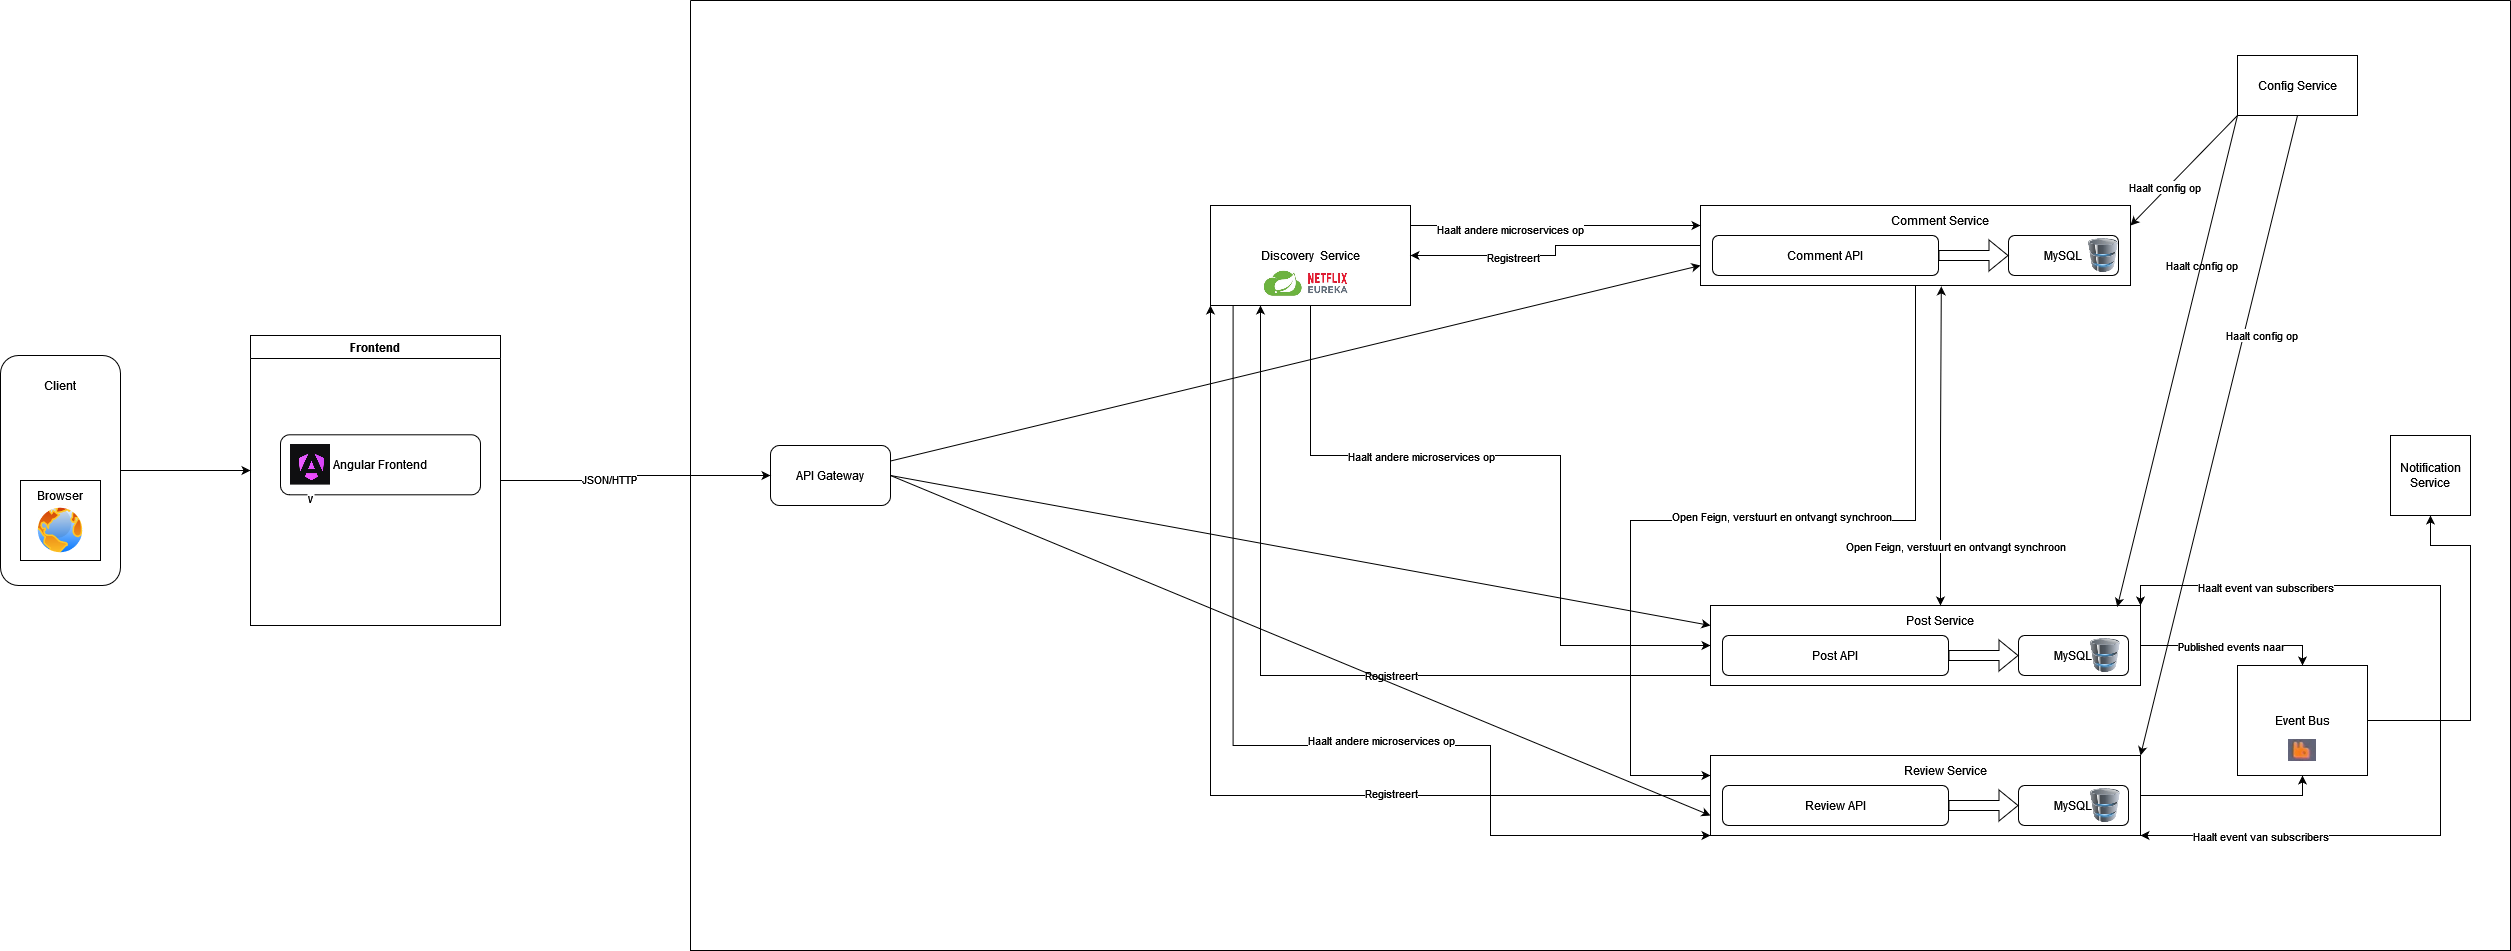 Config Service
Haalt config op
Comment Service
Haalt andere microservices op
Discovery  Service
Comment API
MySQL
Registreert
Haalt config op
NETFLIX
EUREKA
Haalt config op
Frontend
Client
Haalt andere microservices op
Angular Frontend
Notification
Service
API Gateway
JSON/HTTP
Browser
v
Open Feign, verstuurt en ontvangt synchroon
Open Feign, verstuurt en ontvangt synchroon
Haalt event van subscribers
Post Service
Published events naar
Post API
MySQL
Registreert
Event Bus
Haalt andere microservices op
Review Service
Registreert
Review API
MySQL
Haalt event van subscribers